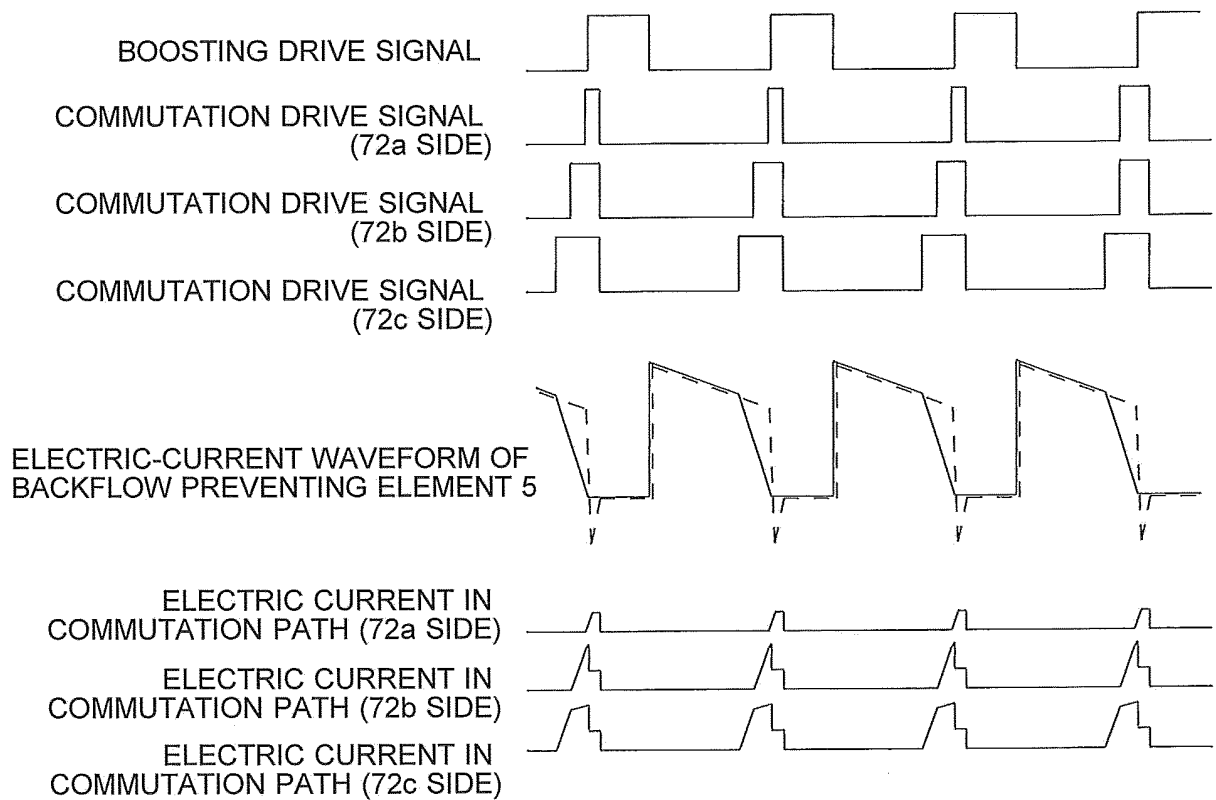 BOOSTING DRIVE SIGNAL
COMMUTATION DRIVE SIGNAL
(72a SIDE)
COMMUTATION DRIVE SIGNAL
(72b SIDE)
COMMUTATION DRIVE SIGNAL
(72c SIDE)
ELECTRIC-CURRENT WAVEFORM OF
BACKFLOW PREVENTING ELEMENT 5
ELECTRIC CURRENT IN
COMMUTATION PATH (72a SIDE)
ELECTRIC CURRENT IN
COMMUTATION PATH (72b SIDE)
ELECTRIC CURRENT IN
COMMUTATION PATH (72c SIDE)